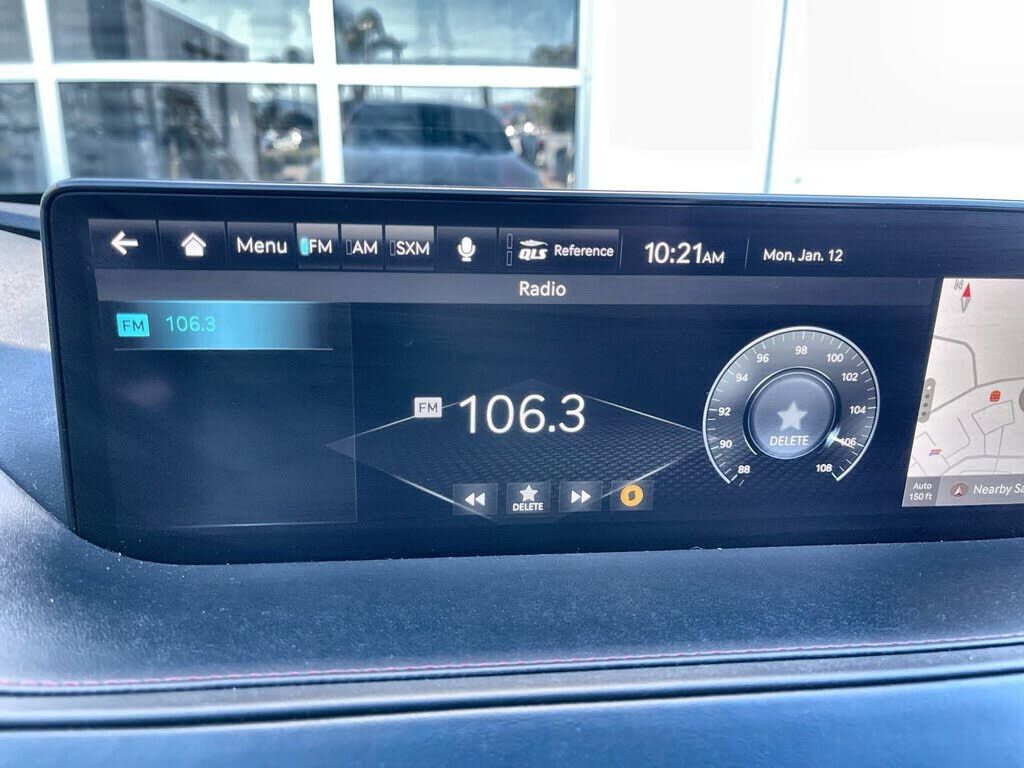 Menu FM AM SXM QLS Reference 10:21AM Mon, Jan. 12
Radio
FM 106.3
FM 106.3
DELETE
88 90 92 94 96 98 100 102 104 106 108
DELETE
N
Auto
150 ft
Nearby Sa